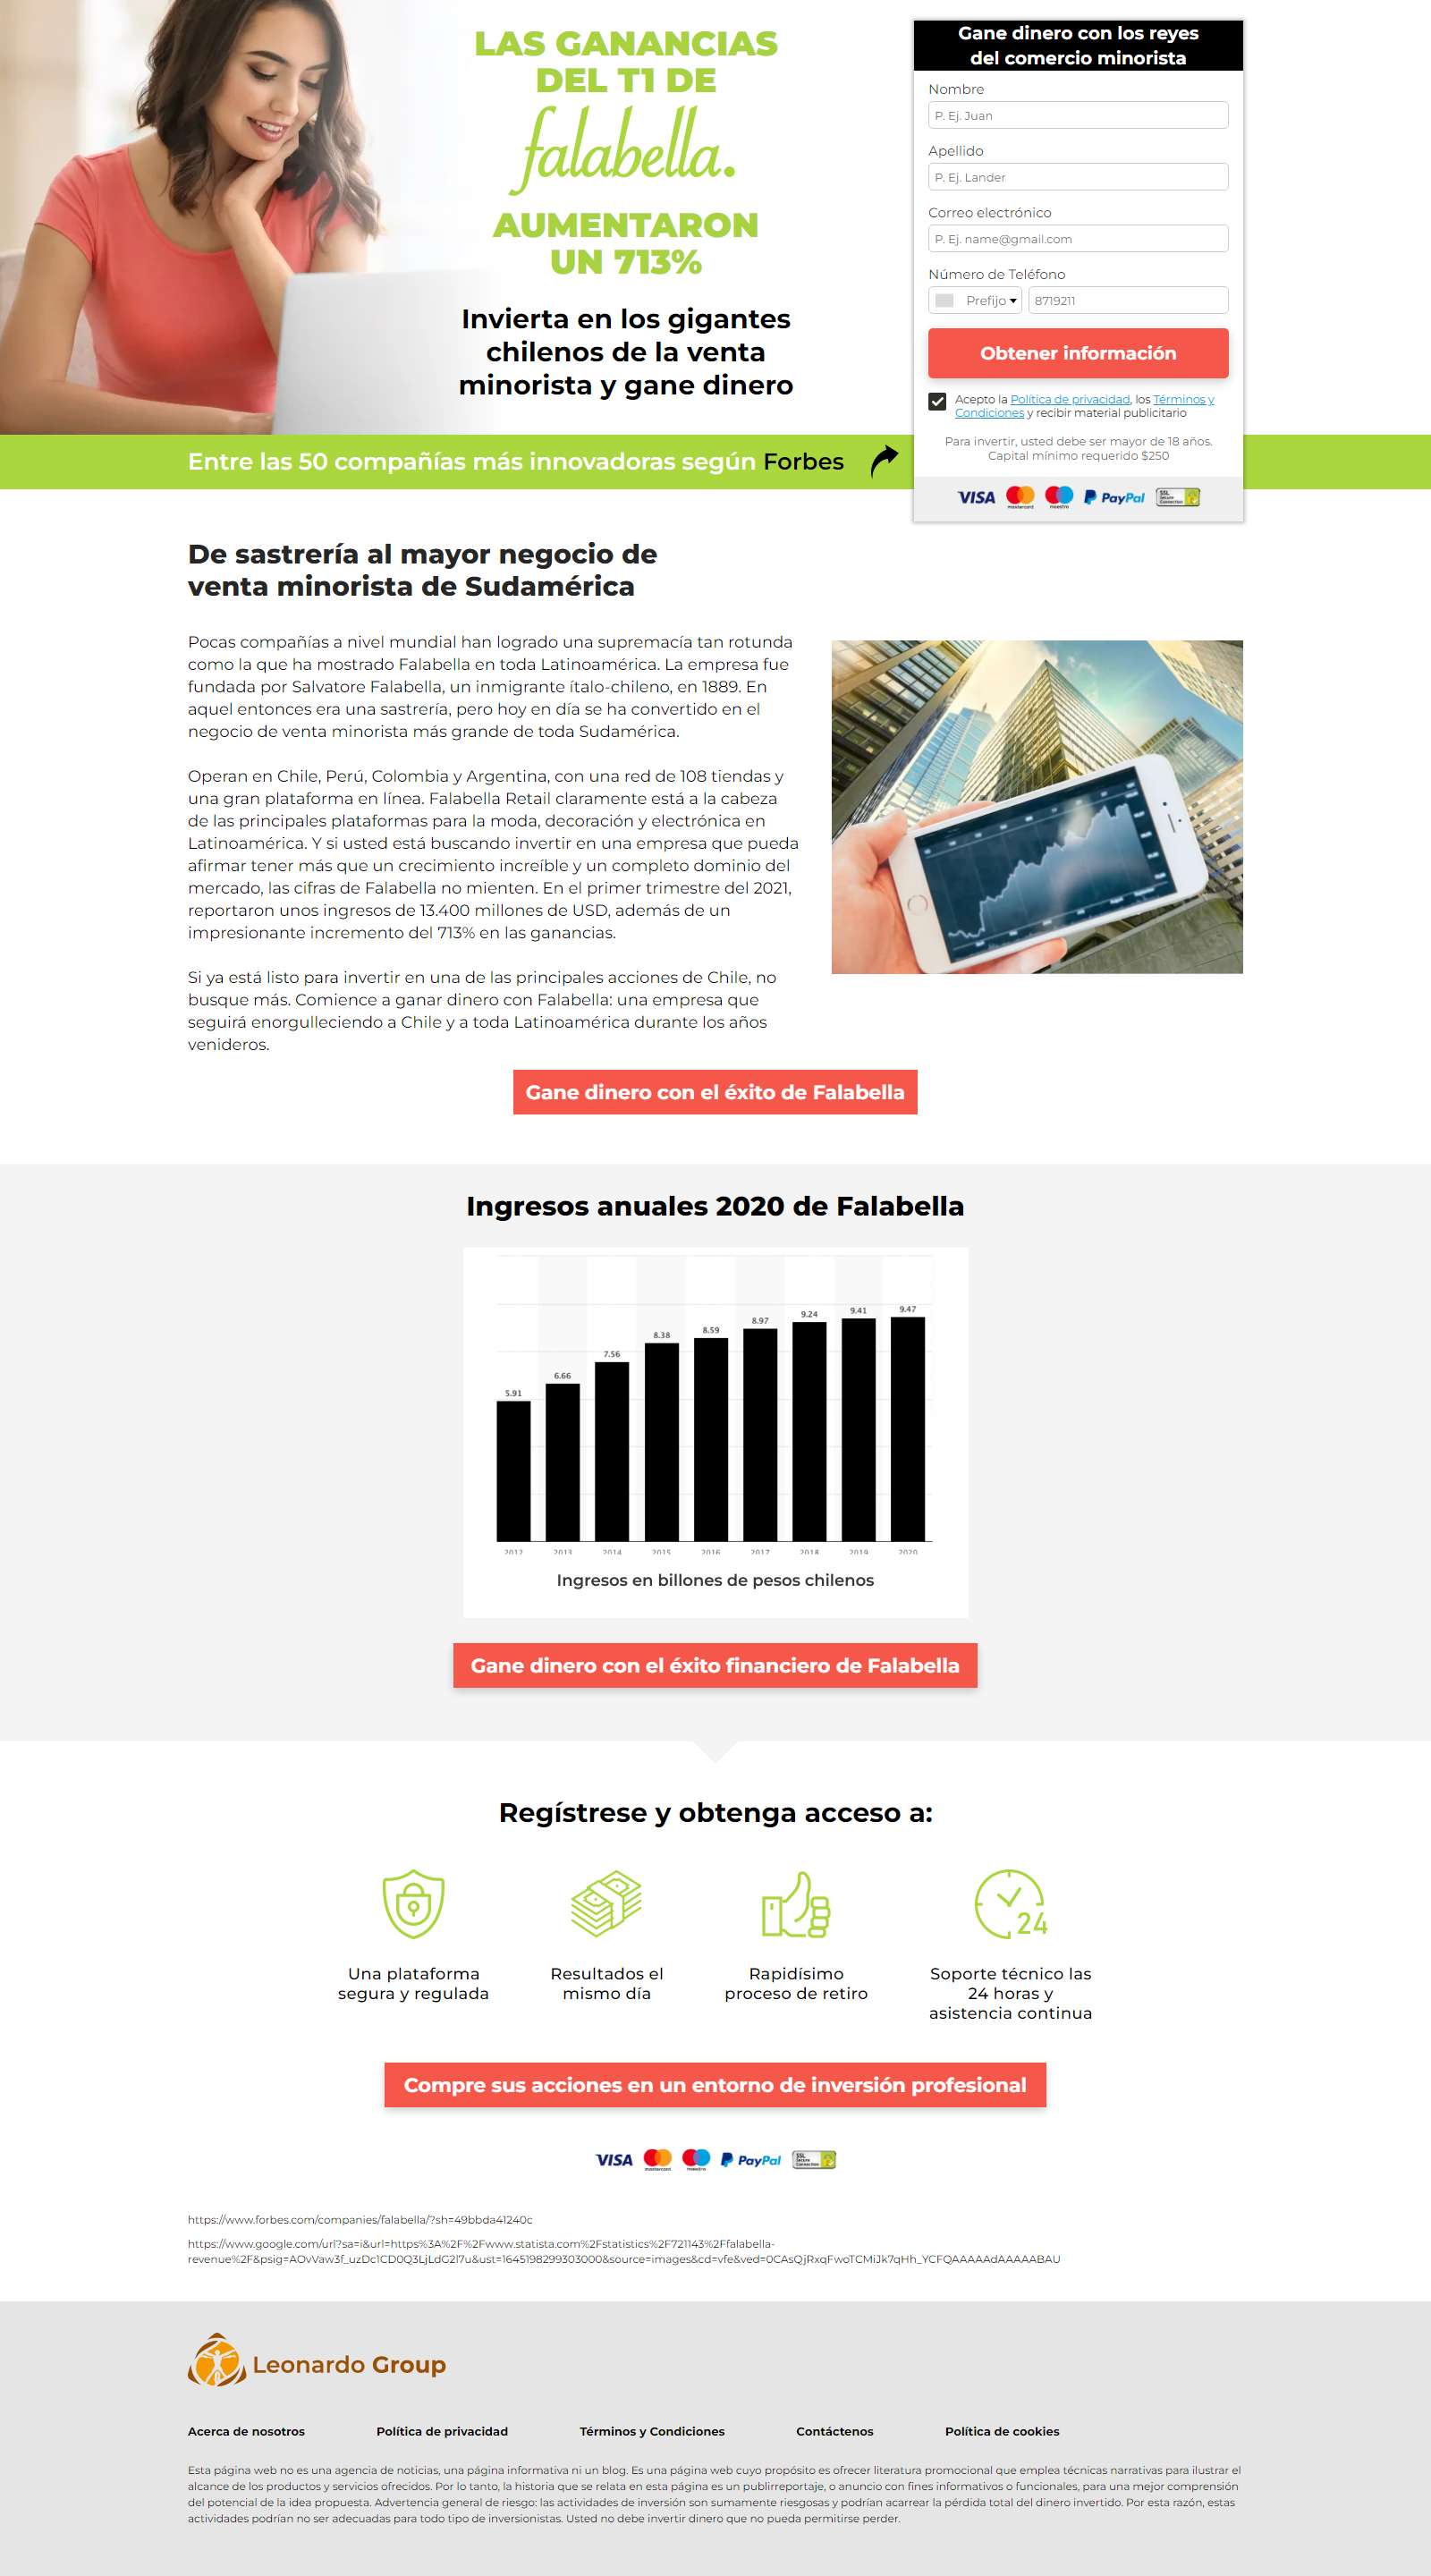 LAS GANANCIAS
DEL T1 DE
falabella.
AUMENTARON
UN 713%
Invierta en los gigantes
chilenos de la venta
minorista y gane dinero
Gane dinero con los reyes
del comercio minorista
Nombre
P. Ej. Juan
Apellido
P. Ej. Lander
Correo electrónico
P. Ej. name@gmail.com
Número de Teléfono
Prefijo 8719211
Obtener información
Acepto la Política de privacidad, los Términos y
Condiciones y recibir material publicitario
Para invertir, usted debe ser mayor de 18 años.
Capital mínimo requerido $250
VISA mastercard maestro PayPal SSL Secure Connection
Entre las 50 compañías más innovadoras según Forbes
De sastrería al mayor negocio de
venta minorista de Sudamérica
Pocas compañías a nivel mundial han logrado una supremacía tan rotunda
como la que ha mostrado Falabella en toda Latinoamérica. La empresa fue
fundada por Salvatore Falabella, un inmigrante ítalo-chileno, en 1889. En
aquel entonces era una sastrería, pero hoy en día se ha convertido en el
negocio de venta minorista más grande de toda Sudamérica.
Operan en Chile, Perú, Colombia y Argentina, con una red de 108 tiendas y
una gran plataforma en línea. Falabella Retail claramente está a la cabeza
de las principales plataformas para la moda, decoración y electrónica en
Latinoamérica. Y si usted está buscando invertir en una empresa que pueda
afirmar tener más que un crecimiento increíble y un completo dominio del
mercado, las cifras de Falabella no mienten. En el primer trimestre del 2021,
reportaron unos ingresos de 13.400 millones de USD, además de un
impresionante incremento del 713% en las ganancias.
Si ya está listo para invertir en una de las principales acciones de Chile, no
busque más. Comience a ganar dinero con Falabella: una empresa que
seguirá enorgulleciendo a Chile y a toda Latinoamérica durante los años
venideros.
Gane dinero con el éxito de Falabella
Ingresos anuales 2020 de Falabella
5.91 6.66 7.56 8.38 8.59 8.97 9.24 9.41 9.47
2012 2013 2014 2015 2016 2017 2018 2019 2020
Ingresos en billones de pesos chilenos
Gane dinero con el éxito financiero de Falabella
Regístrese y obtenga acceso a:
24
Una plataforma
segura y regulada
Resultados el
mismo día
Rapidísimo
proceso de retiro
Soporte técnico las
24 horas y
asistencia continua
Compre sus acciones en un entorno de inversión profesional
VISA mastercard maestro PayPal SSL Secure Connection
https://www.forbes.com/companies/falabella/?sh=49bbda41240c
https://www.google.com/url?sa=i&url=https%3A%2F%2Fwww.statista.com%2Fstatistics%2F721143%2Ffalabella-
revenue%2F&psig=AOvVaw3f_uzDc1CD0Q3LjLdG2l7u&ust=1645198299303000&source=images&cd=vfe&ved=0CAsQjRxqFwoTCMiJk7qHh_YCFQAAAAAdAAAAABAU
Leonardo Group
Acerca de nosotros Política de privacidad Términos y Condiciones Contáctenos Política de cookies
Esta página web no es una agencia de noticias, una página informativa ni un blog. Es una página web cuyo propósito es ofrecer literatura promocional que emplea técnicas narrativas para ilustrar el
alcance de los productos y servicios ofrecidos. Por lo tanto, la historia que se relata en esta página es un publirreportaje, o anuncio con fines informativos o funcionales, para una mejor comprensión
del potencial de la idea propuesta. Advertencia general de riesgo: las actividades de inversión son sumamente riesgosas y podrían acarrear la pérdida total del dinero invertido. Por esta razón, estas
actividades podrían no ser adecuadas para todo tipo de inversionistas. Usted no debe invertir dinero que no pueda permitirse perder.